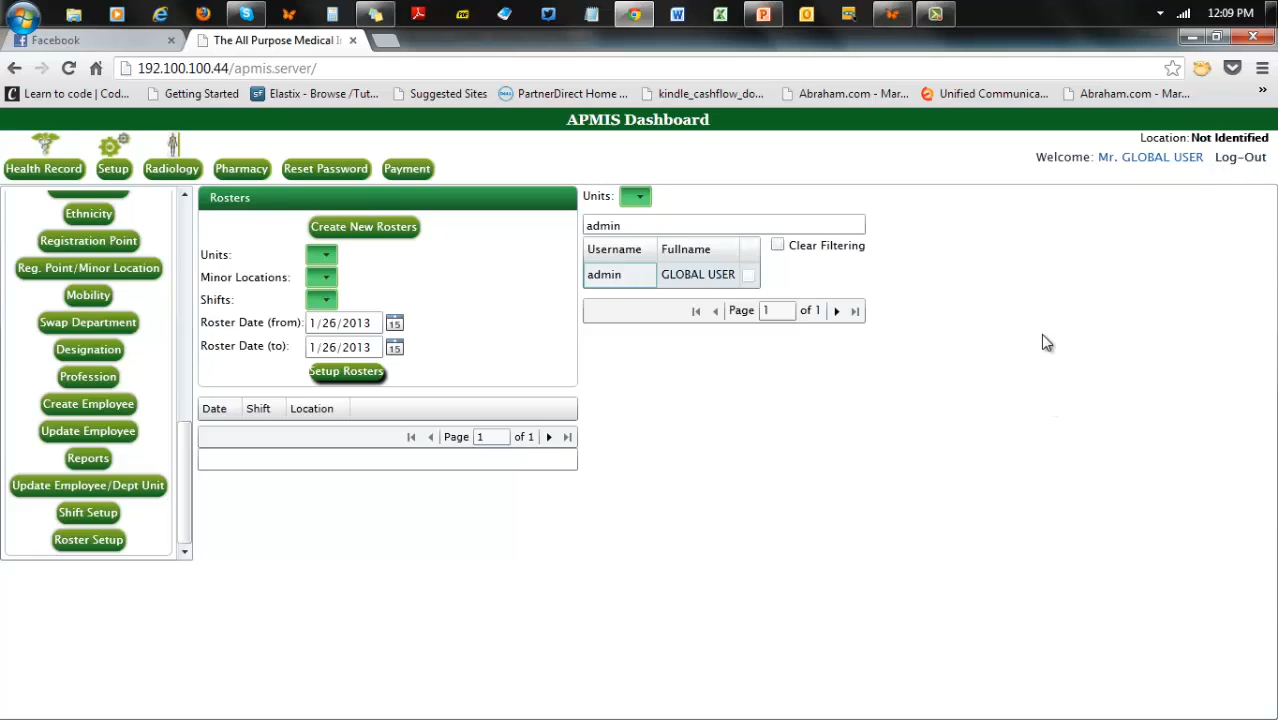 12:09 PM
Facebook
The All Purpose Medical I
192.100.100.44/apmis.server/
Learn to code | Cod...
Getting Started
Elastix - Browse /Tut...
Suggested Sites
PartnerDirect Home ...
kindle_cashflow_do...
Abraham.com - Mar...
Unified Communica...
Abraham.com - Mar...
APMIS Dashboard
Location: Not Identified
Welcome: Mr. GLOBAL USER Log-Out
Health Record
Setup
Radiology
Pharmacy
Reset Password
Payment
Ethnicity
Registration Point
Reg. Point/Minor Location
Mobility
Swap Department
Designation
Profession
Create Employee
Update Employee
Reports
Update Employee/Dept Unit
Shift Setup
Roster Setup
Rosters
Create New Rosters
Units:
Minor Locations:
Shifts:
Roster Date (from): 1/26/2013 15
Roster Date (to): 1/26/2013 15
Setup Rosters
Date Shift Location
Page 1 of 1
Units:
admin
Username Fullname
Clear Filtering
admin GLOBAL USER
Page 1 of 1